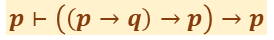 p ⊢ ((p → q) → p) → p